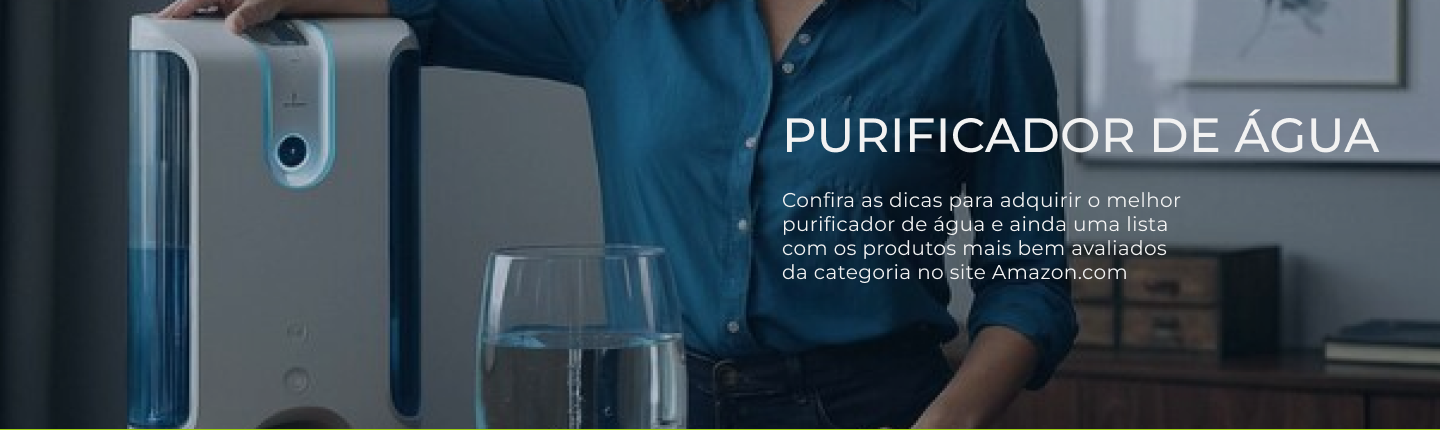 PURIFICADOR DE ÁGUA
Confira as dicas para adquirir o melhor
purificador de água e ainda uma lista
com os produtos mais bem avaliados
da categoria no site Amazon.com